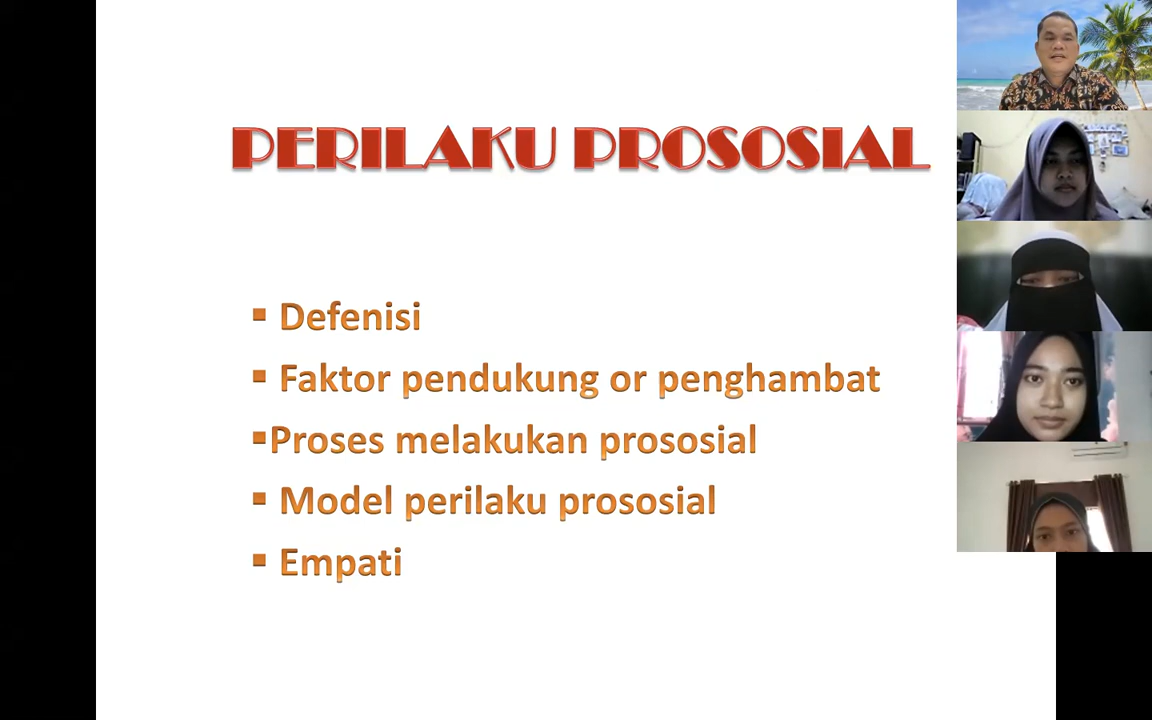 PERILAKU PROSOSIAL
▪ Defenisi
▪ Faktor pendukung or penghambat
▪Proses melakukan prososial
▪ Model perilaku prososial
▪ Empati